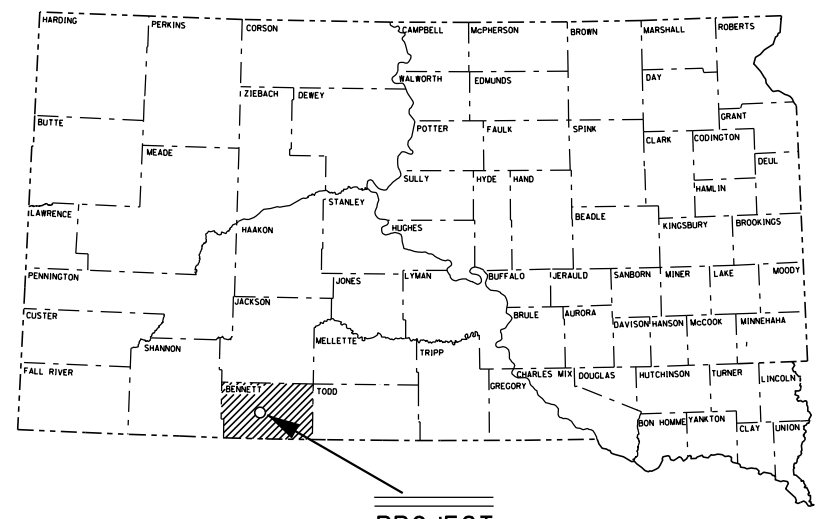 HARDING PERKINS CORSON CAMPBELL McPHERSON BROWN MARSHALL ROBERTS
WALWORTH EDMUNDS DAY
ZIEBACH DEWEY
GRANT
BUTTE POTTER FAULK SPINK CLARK CODINGTON
MEADE DEUL
SULLY HYDE HAND HAMLIN
STANLEY
LAWRENCE BEADLE
HAAKON HUGHES KINGSBURY BROOKINGS
PENNINGTON JONES LYMAN BUFFALO JERAULD SANBORN MINER LAKE MOODY
JACKSON
CUSTER BRULE AURORA DAVISON HANSON McCOOK MINNEHAHA
SHANNON MELLETTE TRIPP
FALL RIVER CHARLES MIX DOUGLAS HUTCHINSON TURNER LINCOLN
BENNETT TODD GREGORY
BON HOMME YANKTON CLAY UNION
PROJECT